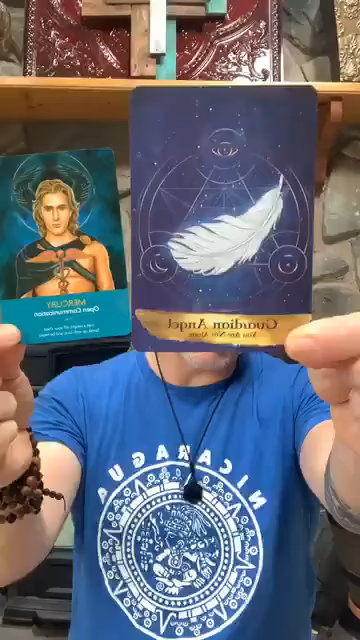 MERCURY
Open Communication
Guardian Angel
You Are Not Alone
NICARAGUA